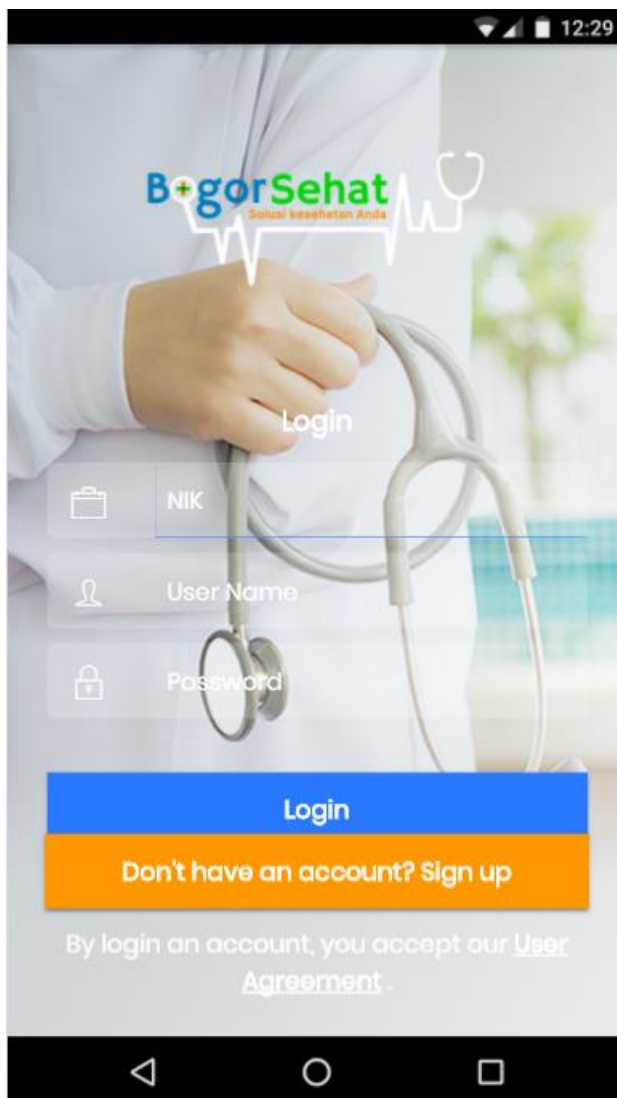 12:29
BogorSehat
Solusi kesehatan Anda
Login
NIK
User Name
Password
Login
Don't have an account? Sign up
By login an account, you accept our User
Agreement .